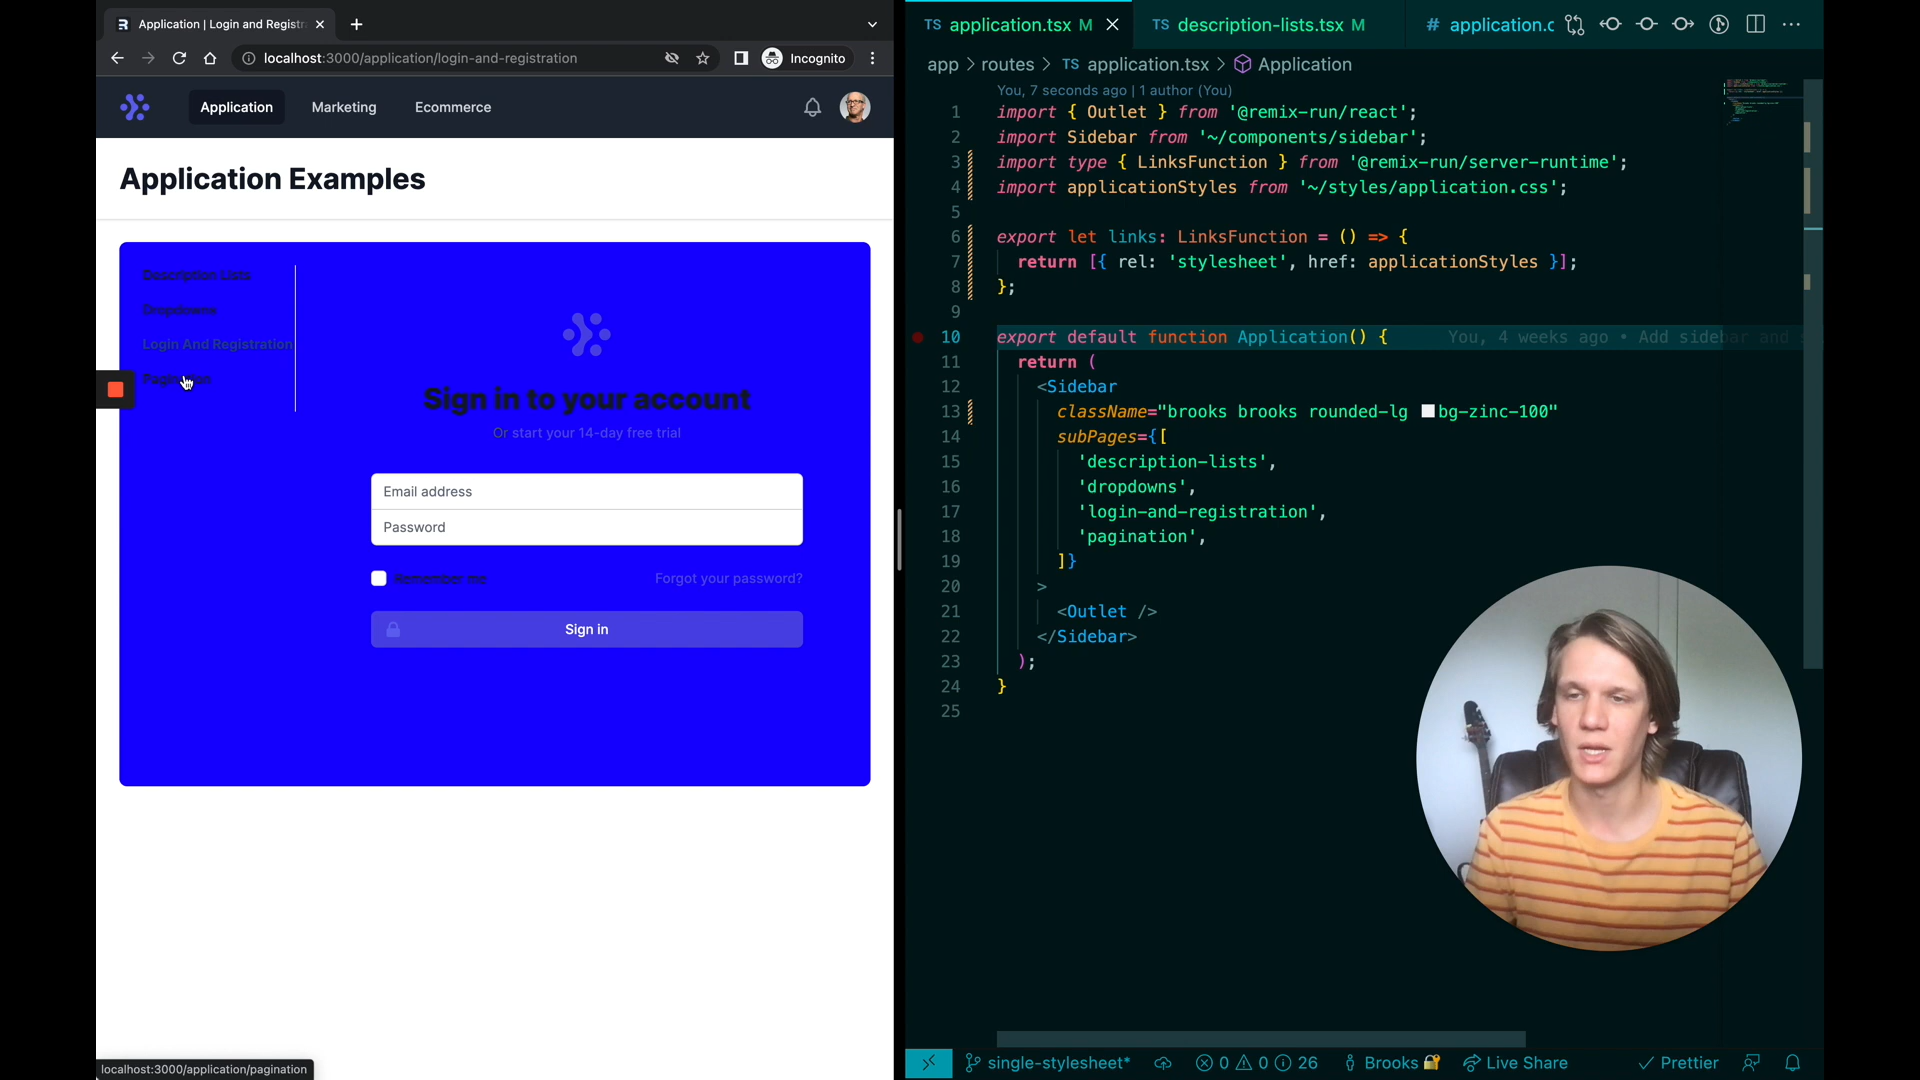 Application | Login and Registr
localhost:3000/application/login-and-registration
Incognito
Application
Marketing
Ecommerce
Application Examples
Description Lists
Dropdowns
Login And Registration
Pagination
Sign in to your account
Or start your 14-day free trial
Email address
Password
Remember me
Forgot your password?
Sign in
localhost:3000/application/pagination
TS application.tsx M
TS description-lists.tsx M
# application.c
app > routes > TS application.tsx > Application
You, 7 seconds ago | 1 author (You)
1 import { Outlet } from '@remix-run/react';
2 import Sidebar from '~/components/sidebar';
3 import type { LinksFunction } from '@remix-run/server-runtime';
4 import applicationStyles from '~/styles/application.css';
5
6 export let links: LinksFunction = () => {
7 return [{ rel: 'stylesheet', href: applicationStyles }];
8 };
9
10 export default function Application() { You, 4 weeks ago • Add sidebar and s
11 return (
12 <Sidebar
13 className="brooks brooks rounded-lg bg-zinc-100"
14 subPages={[
15 'description-lists',
16 'dropdowns',
17 'login-and-registration',
18 'pagination',
19 ]}
20 >
21 <Outlet />
22 </Sidebar>
23 );
24 }
25
single-stylesheet*
0
0
26
Brooks
Live Share
Prettier